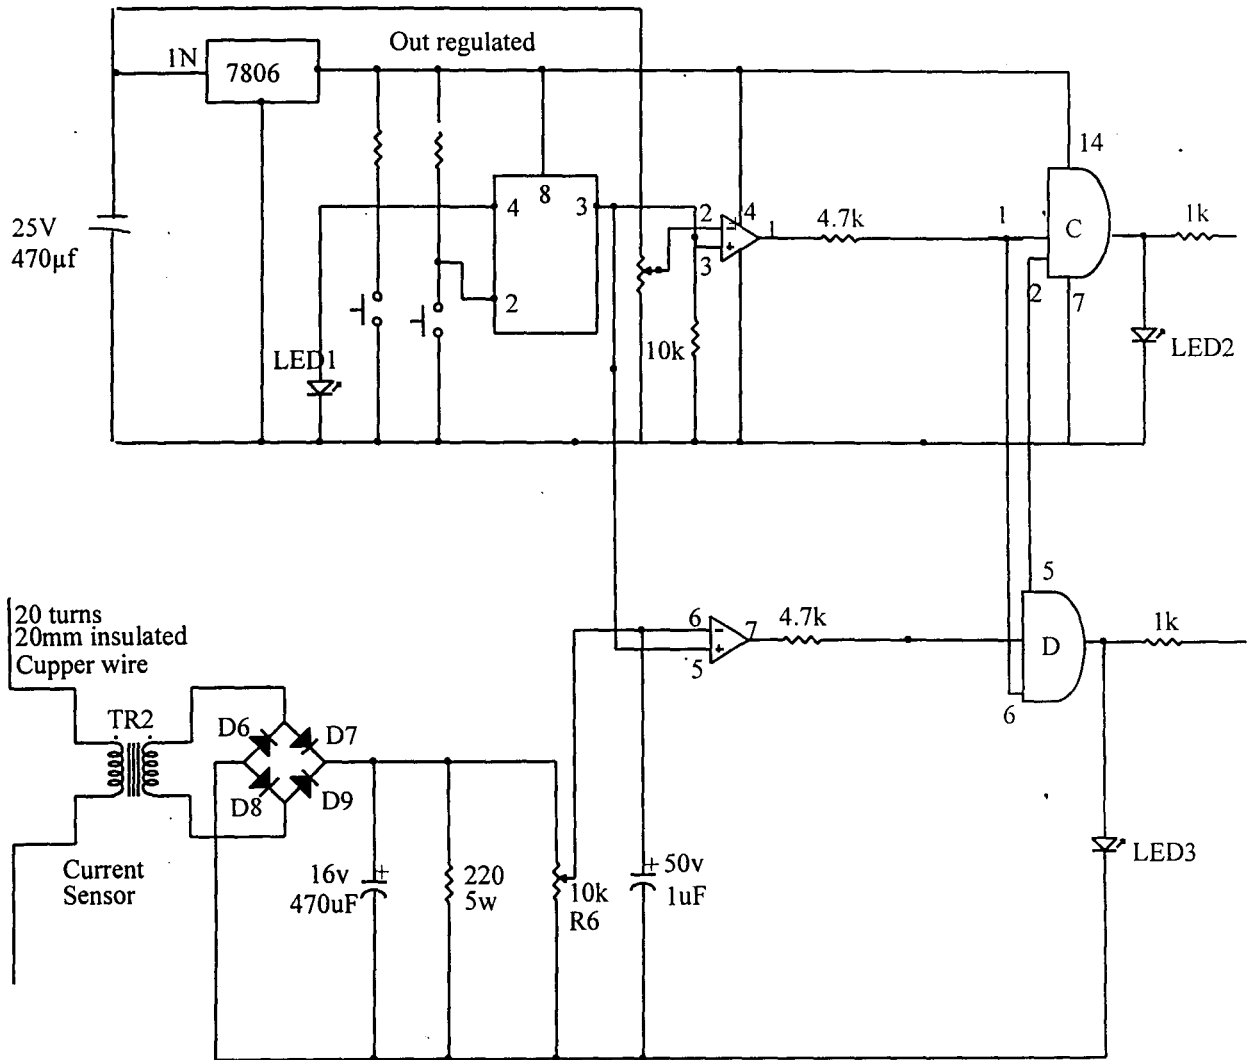 Out regulated
1N
7806
14
8
4
3
2
4
-
+
1
4.7k
1
C
1k
3
25V
470µf
2
2
7
10k
LED1
LED2
5
20 turns
20mm insulated
Cupper wire
6
-
+
7
4.7k
D
1k
5
6
TR2
D6
D7
D8
D9
Current
Sensor
16v
470uF
+
220
5w
10k
R6
+
50v
1uF
LED3